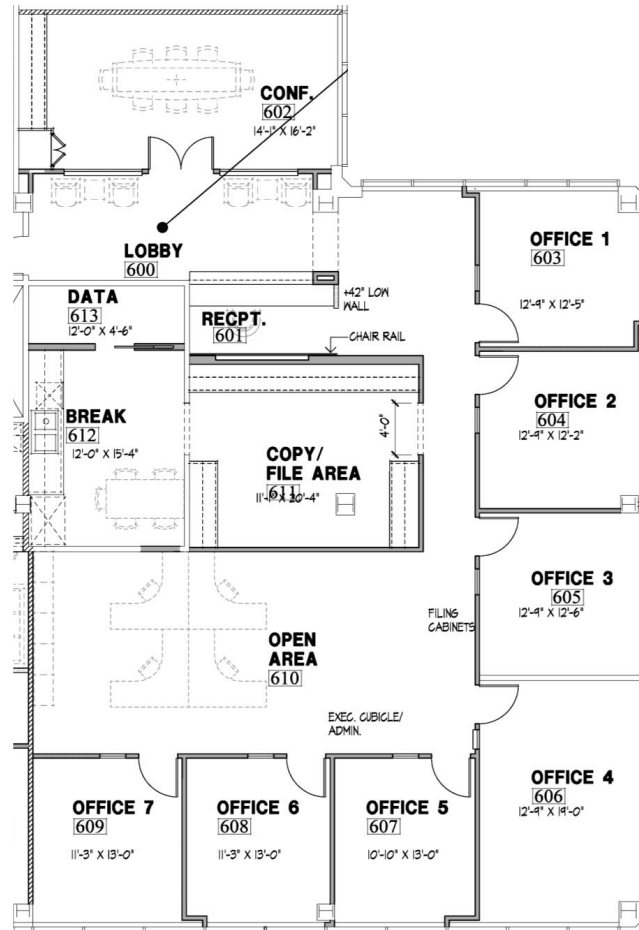 CONF.
602
14'-1" X 16'-2"
LOBBY
600
OFFICE 1
603
12'-9" X 12'-5"
DATA
613
12'-0" X 4'-6"
+42" LOW
WALL
RECPT.
601
CHAIR RAIL
OFFICE 2
604
12'-9" X 12'-2"
BREAK
612
12'-0" X 15'-4"
4'-0"
COPY/
FILE AREA
611
11'-1" X 20'-4"
OFFICE 3
605
12'-9" X 12'-6"
FILING
CABINETS
OPEN
AREA
610
EXEC. CUBICLE/
ADMIN.
OFFICE 4
606
12'-9" X 19'-0"
OFFICE 7
609
11'-3" X 13'-0"
OFFICE 6
608
11'-3" X 13'-0"
OFFICE 5
607
10'-10" X 13'-0"